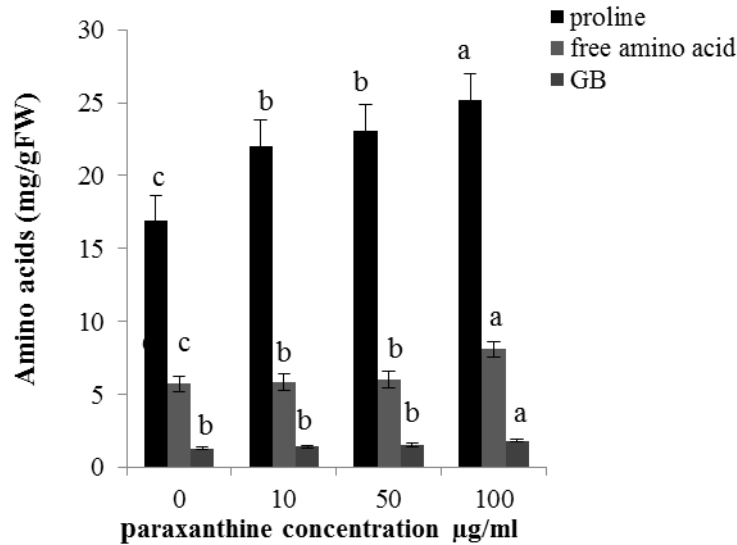 proline
free amino acid
GB
Amino acids (mg/gFW)
30
25
20
15
10
5
0
c
b
b
a
c
b
b
a
b
b
b
a
0 10 50 100
paraxanthine concentration µg/ml